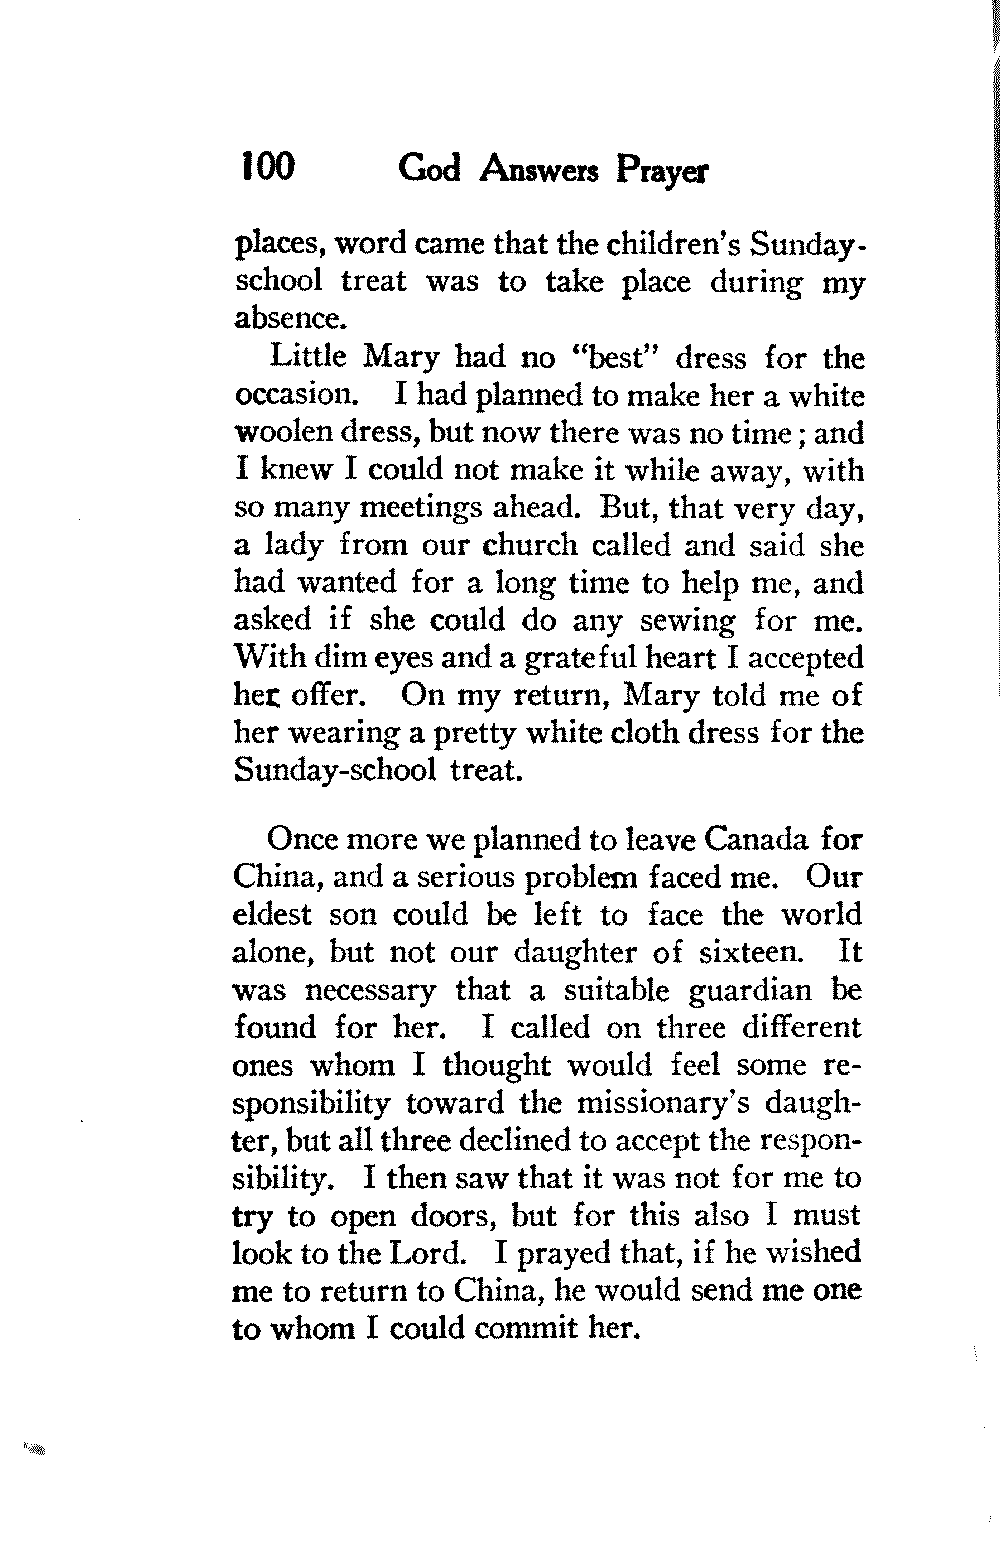 100 God Answers Prayer
places, word came that the children's Sunday-
school treat was to take place during my
absence.
Little Mary had no “best” dress for the
occasion. I had planned to make her a white
woolen dress, but now there was no time; and
I knew I could not make it while away, with
so many meetings ahead. But, that very day,
a lady from our church called and said she
had wanted for a long time to help me, and
asked if she could do any sewing for me.
With dim eyes and a grateful heart I accepted
her offer. On my return, Mary told me of
her wearing a pretty white cloth dress for the
Sunday-school treat.
Once more we planned to leave Canada for
China, and a serious problem faced me. Our
eldest son could be left to face the world
alone, but not our daughter of sixteen. It
was necessary that a suitable guardian be
found for her. I called on three different
ones whom I thought would feel some re-
sponsibility toward the missionary's daugh-
ter, but all three declined to accept the respon-
sibility. I then saw that it was not for me to
try to open doors, but for this also I must
look to the Lord. I prayed that, if he wished
me to return to China, he would send me one
to whom I could commit her.